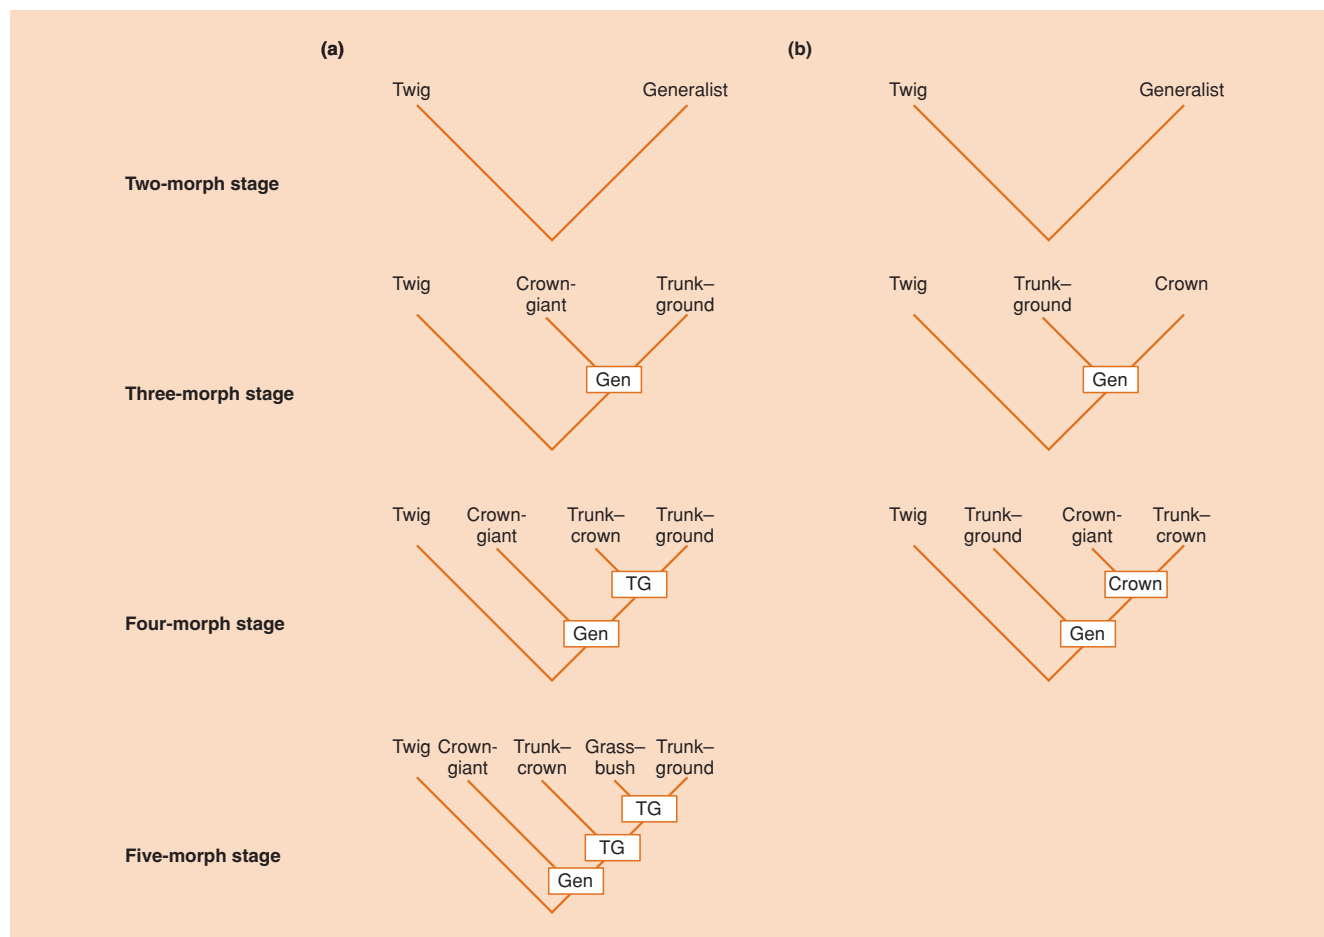 (a)
(b)
Twig
Generalist
Twig
Generalist
Two-morph stage
Twig
Crown-
giant
Trunk–
ground
Twig
Trunk–
ground
Crown
Gen
Gen
Three-morph stage
Twig
Crown-
giant
Trunk–
crown
Trunk–
ground
Twig
Trunk–
ground
Crown-
giant
Trunk–
crown
TG
Crown
Four-morph stage
Gen
Gen
Twig
Crown-
giant
Trunk–
crown
Grass–
bush
Trunk–
ground
TG
TG
Five-morph stage
Gen